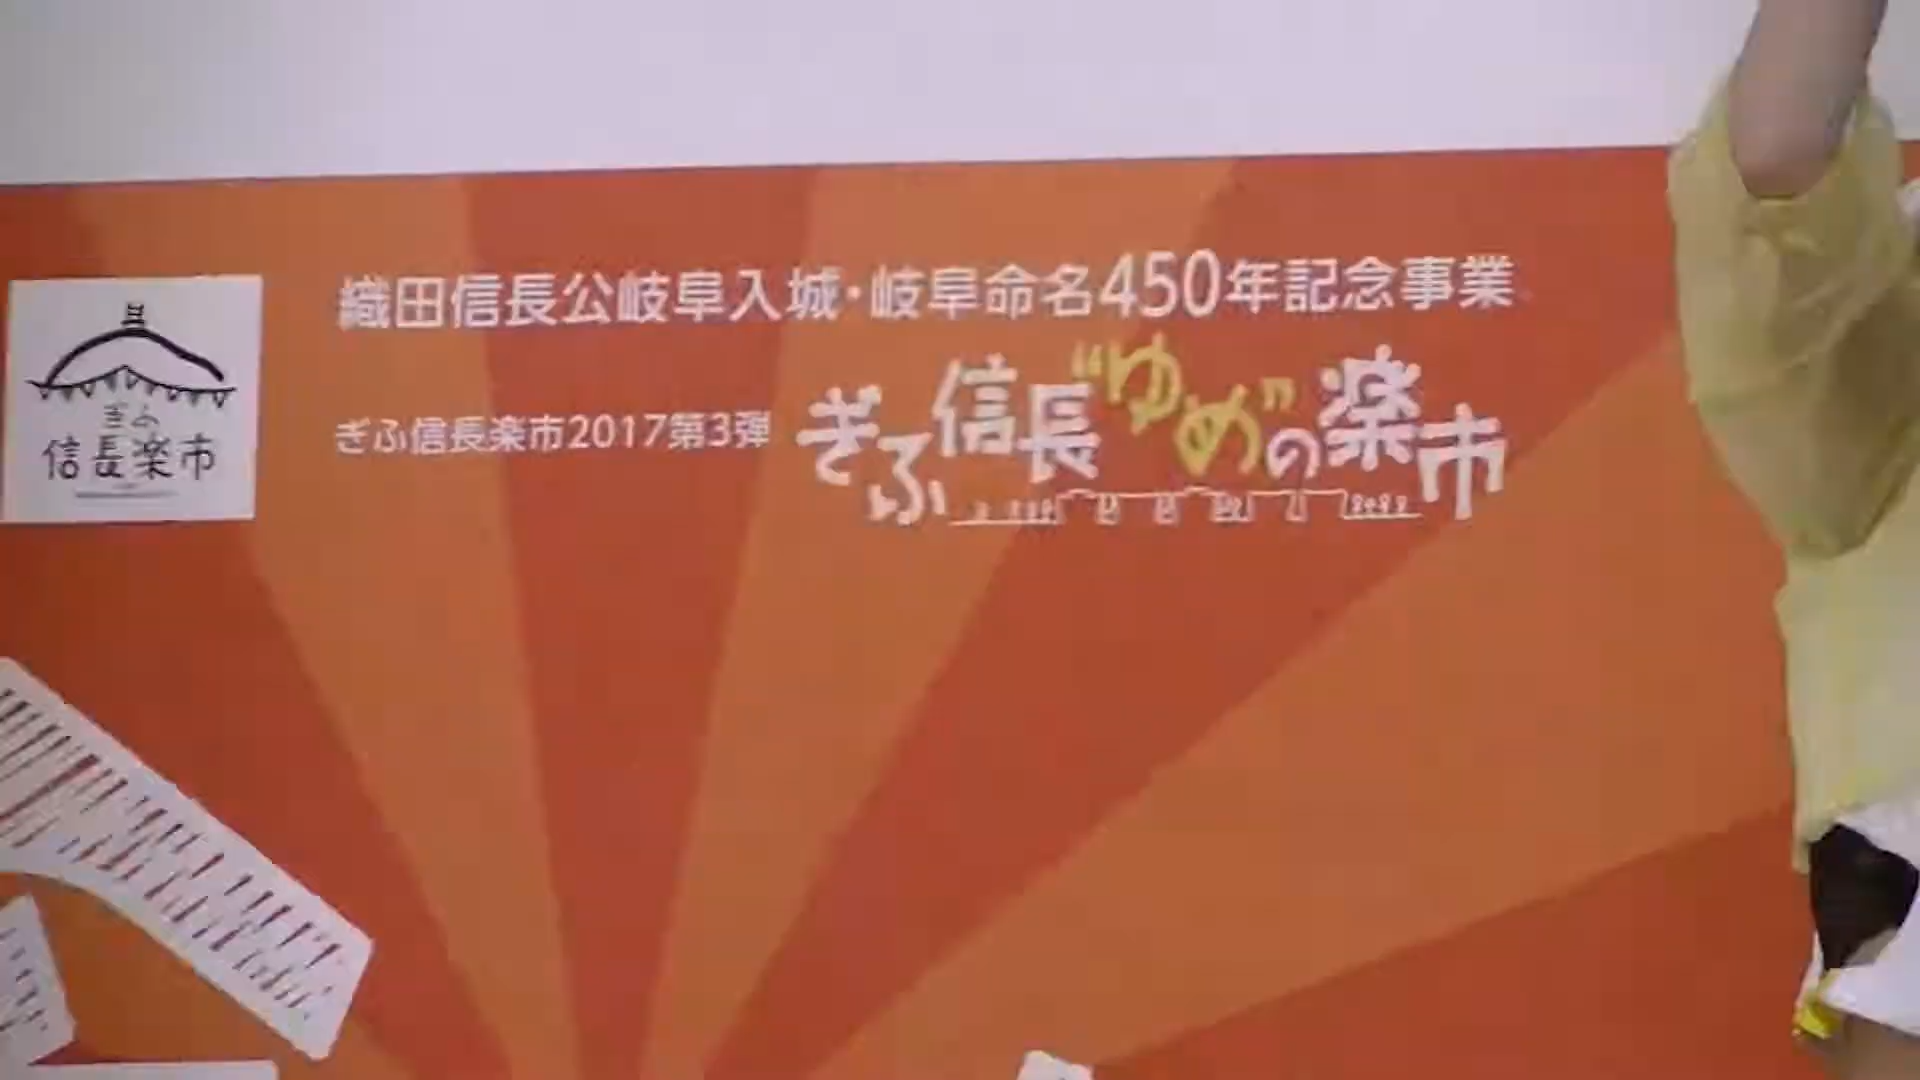 織田信長公岐阜入城・岐阜命名450年記念事業
ぎふ信長楽市2017第3弾
ぎふ信長“ゆめ”の楽市
ぎふ
信長楽市